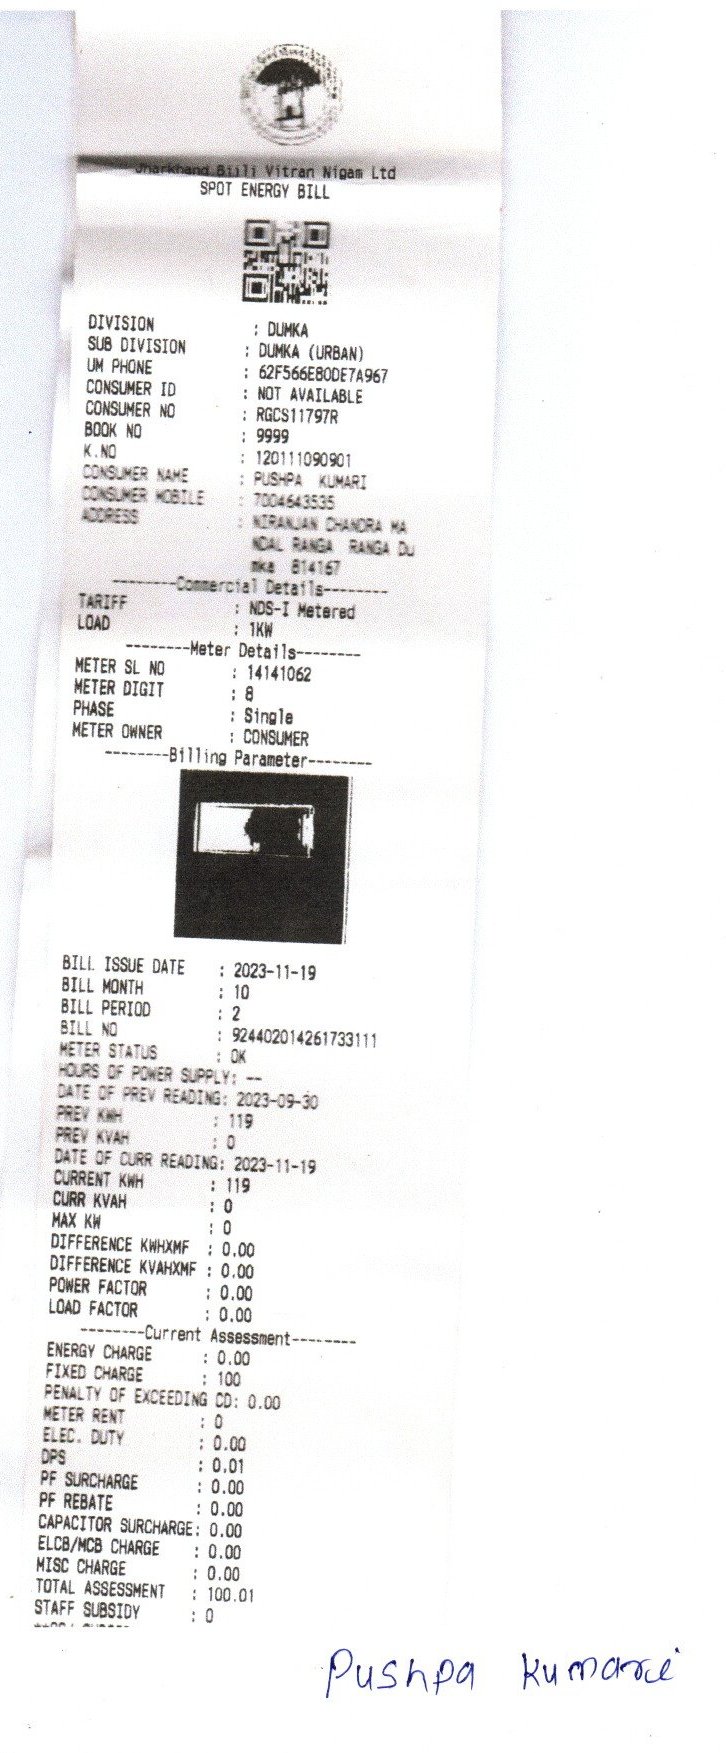 Jharkhand Bijli Vitran Nigam Ltd
SPOT ENERGY BILL
DIVISION : DUMKA
SUB DIVISION : DUMKA (URBAN)
UM PHONE : 62F566E80DE7A967
CONSUMER ID : NOT AVAILABLE
CONSUMER NO : RGCS11797R
BOOK NO : 9999
K.NO : 120111090901
CONSUMER NAME : PUSHPA KUMARI
CONSUMER MOBILE : 7004643535
ADDRESS : NIRANJAN CHANDRA MA
NDAL RANGA RANGA Du
mka 814167
--------Commercial Details--------
TARIFF : NDS-I Metered
LOAD : 1KW
--------Meter Details--------
METER SL NO : 14141062
METER DIGIT : 8
PHASE : Single
METER OWNER : CONSUMER
--------Billing Parameter--------
BILL ISSUE DATE : 2023-11-19
BILL MONTH : 10
BILL PERIOD : 2
BILL NO : 924402014261733111
METER STATUS : OK
HOURS OF POWER SUPPLY: --
DATE OF PREV READING: 2023-09-30
PREV KWH : 119
PREV KVAH : 0
DATE OF CURR READING: 2023-11-19
CURRENT KWH : 119
CURR KVAH : 0
MAX KW : 0
DIFFERENCE KWHXMF : 0.00
DIFFERENCE KVAHXMF : 0.00
POWER FACTOR : 0.00
LOAD FACTOR : 0.00
--------Current Assessment--------
ENERGY CHARGE : 0.00
FIXED CHARGE : 100
PENALTY OF EXCEEDING CD: 0.00
METER RENT : 0
ELEC. DUTY : 0.00
DPS : 0.01
PF SURCHARGE : 0.00
PF REBATE : 0.00
CAPACITOR SURCHARGE: 0.00
ELCB/MCB CHARGE : 0.00
MISC CHARGE : 0.00
TOTAL ASSESSMENT : 100.01
STAFF SUBSIDY : 0
Pushpa Kumari